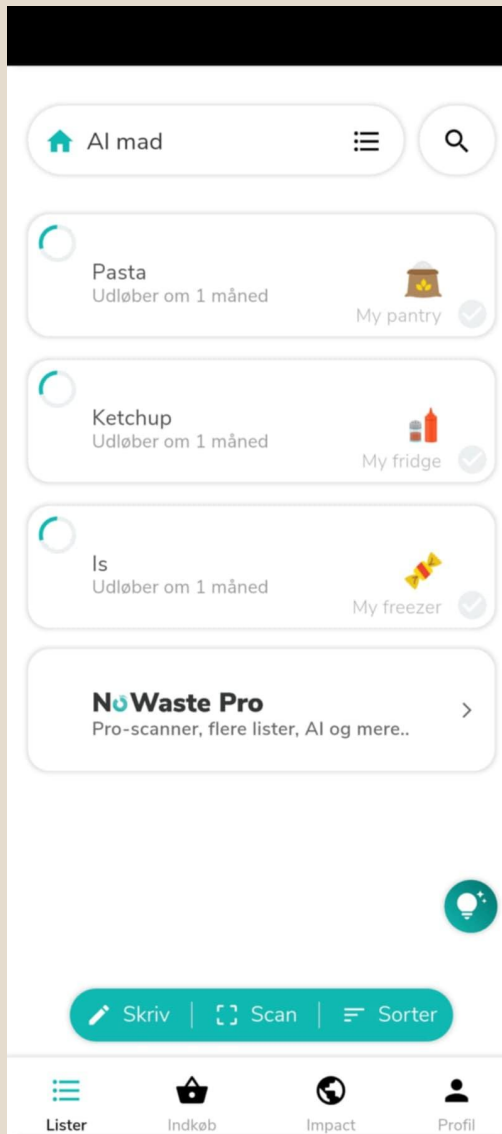 Al mad
Pasta
Udløber om 1 måned
My pantry
Ketchup
Udløber om 1 måned
My fridge
Is
Udløber om 1 måned
My freezer
NoWaste Pro
Pro-scanner, flere lister, AI og mere..
Skriv
Scan
Sorter
Lister
Indkøb
Impact
Profil